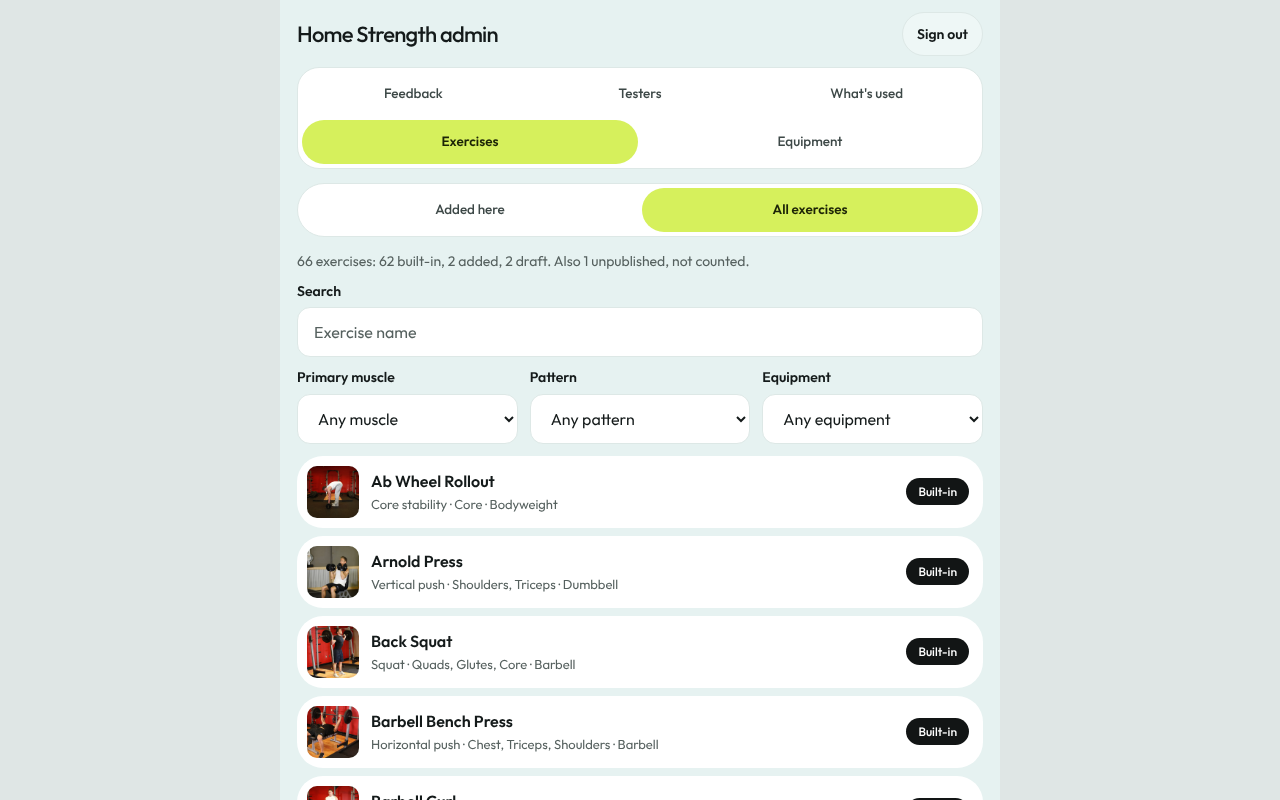 Home Strength admin
Sign out
Feedback
Testers
What's used
Exercises
Equipment
Added here
All exercises
66 exercises: 62 built-in, 2 added, 2 draft. Also 1 unpublished, not counted.
Search
Exercise name
Primary muscle
Pattern
Equipment
Any muscle
Any pattern
Any equipment
Ab Wheel Rollout
Core stability · Core · Bodyweight
Built-in
Arnold Press
Vertical push · Shoulders, Triceps · Dumbbell
Built-in
Back Squat
Squat · Quads, Glutes, Core · Barbell
Built-in
Barbell Bench Press
Horizontal push · Chest, Triceps, Shoulders · Barbell
Built-in
Barbell Curl